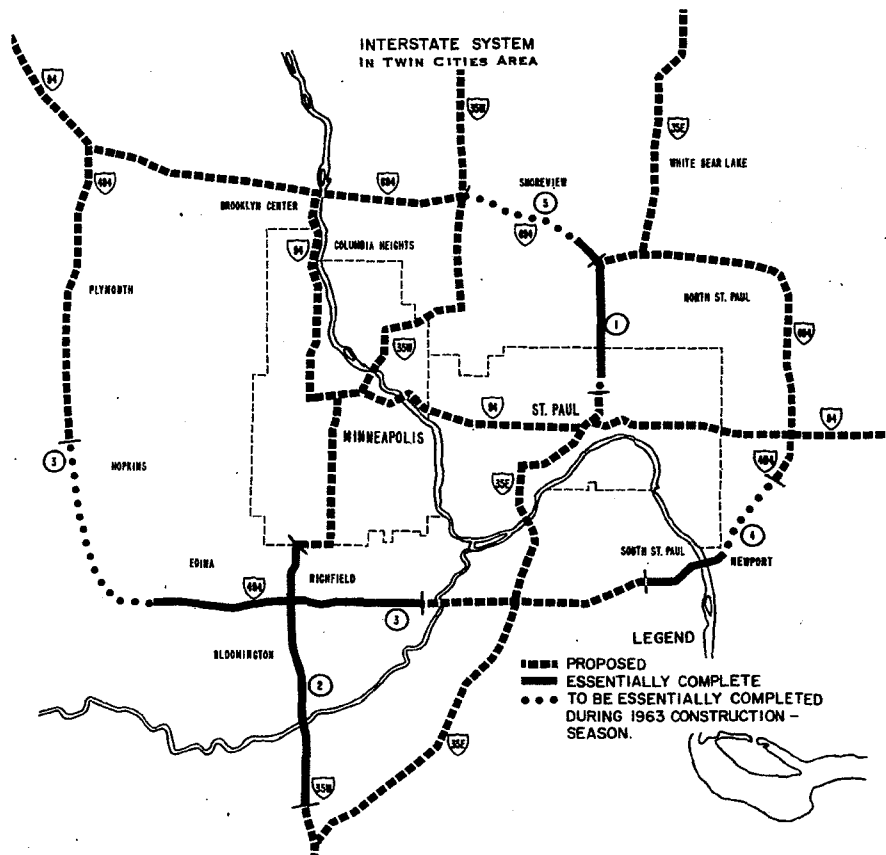 INTERSTATE SYSTEM
IN TWIN CITIES AREA
94
35W
35E
WHITE BEAR LAKE
494
694
SHOREVIEW
5
BROOKLYN CENTER
694
94
COLUMBIA HEIGHTS
PLYMOUTH
NORTH ST. PAUL
1
494
35W
94
ST. PAUL
94
MINNEAPOLIS
3
HOPKINS
494
35E
4
SOUTH ST. PAUL
NEWPORT
EDINA
494
RICHFIELD
3
LEGEND
BLOOMINGTON
PROPOSED
ESSENTIALLY COMPLETE
2
TO BE ESSENTIALLY COMPLETED
DURING 1963 CONSTRUCTION -
SEASON.
35E
35W